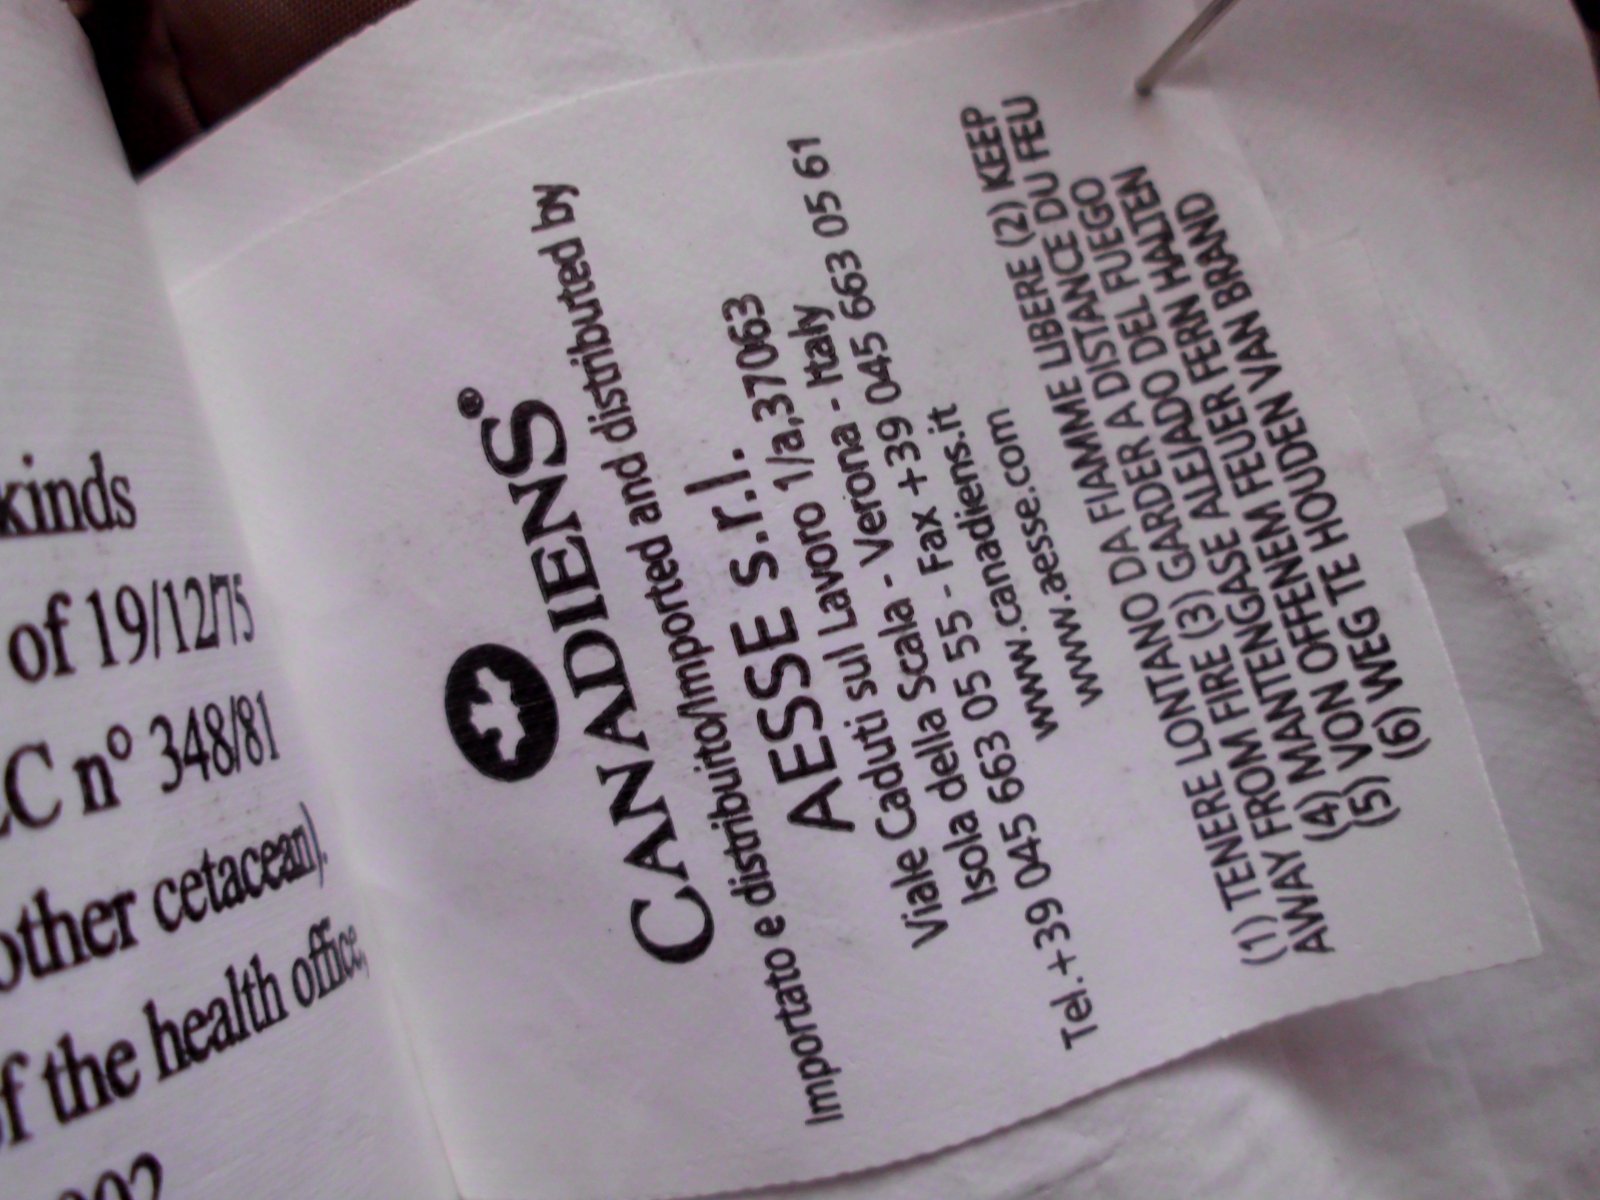 kinds
of 19/12/75
C n° 348/81
other cetacean).
of the health office,
CANADIENS®
Importato e distribuito/Imported and distributed by
AESSE s.r.l.
Viale Caduti sul Lavoro 1/a,37063
Isola della Scala - Verona - Italy
Tel.+39 045 663 05 55 - Fax +39 045 663 05 61
www.canadiens.it
www.aesse.com
(1) TENERE LONTANO DA FIAMME LIBERE (2) KEEP
AWAY FROM FIRE (3) GARDER A DISTANCE DU FEU
(4) MANTENGASE ALEJADO DEL FUEGO
(5) VON OFFENEM FEUER FERN HALTEN
(6) WEG TE HOUDEN VAN BRAND